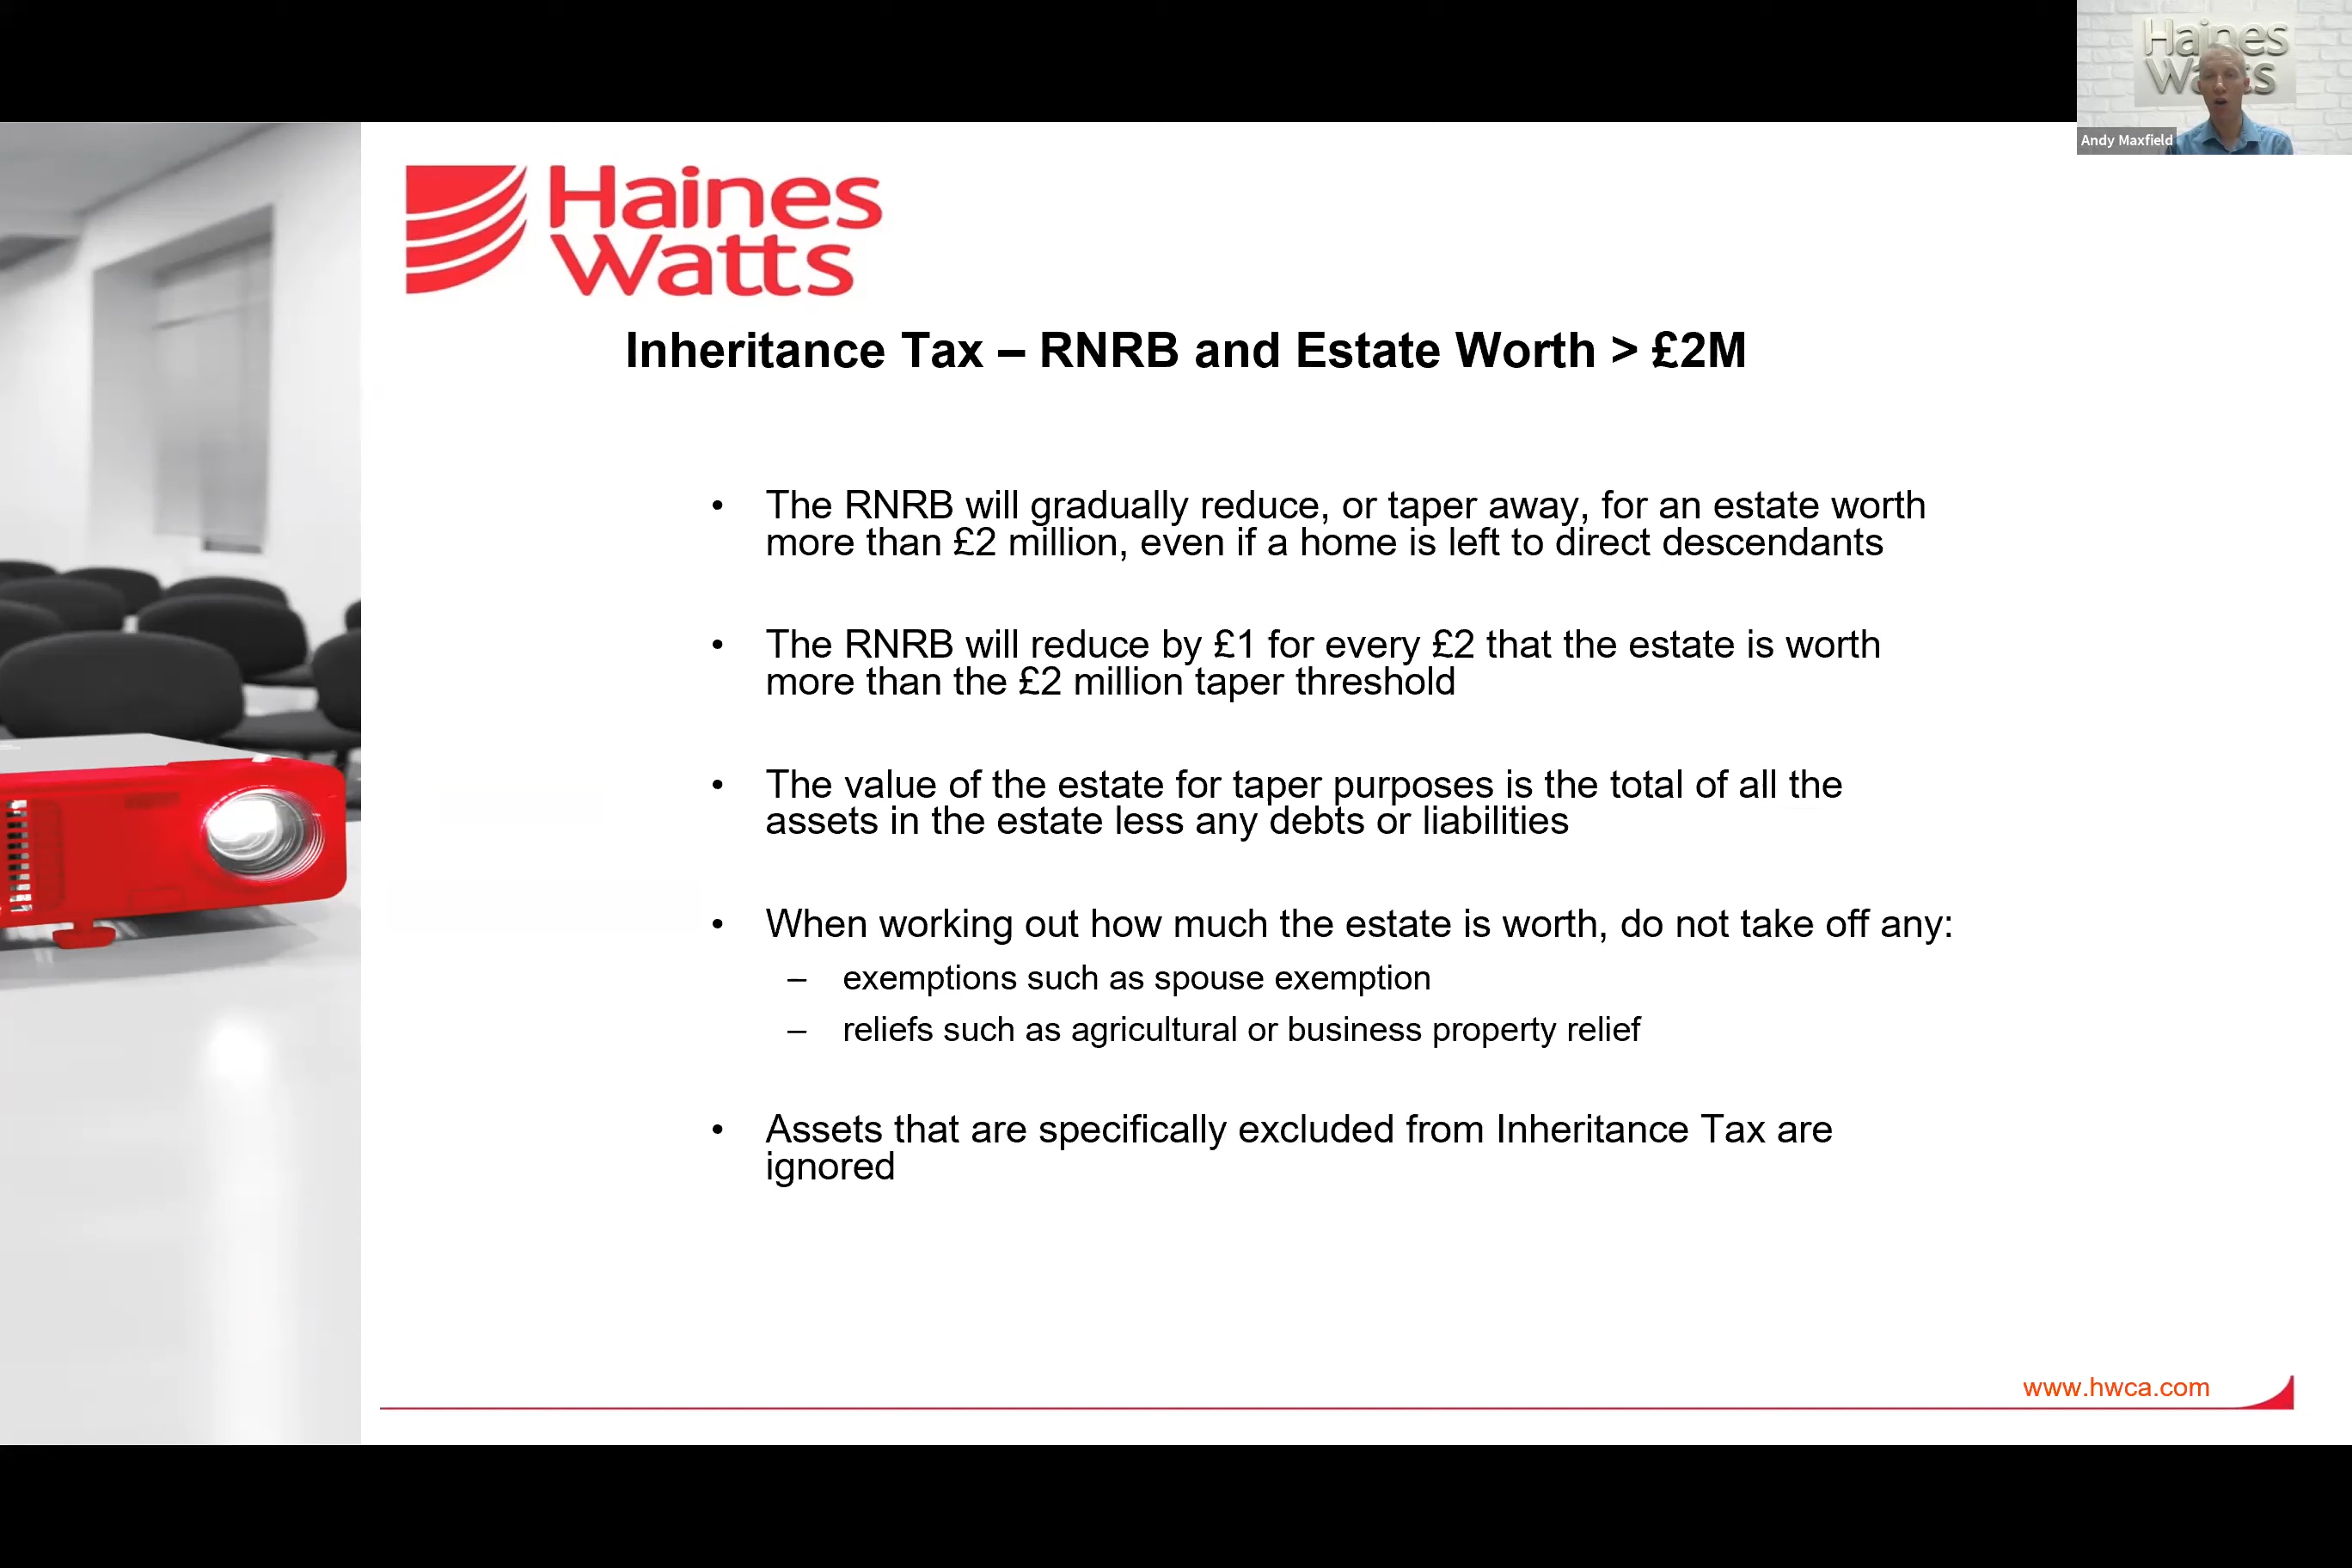 Haines
Watts
Andy Maxfield
Haines
Watts
Inheritance Tax – RNRB and Estate Worth > £2M
• The RNRB will gradually reduce, or taper away, for an estate worth
more than £2 million, even if a home is left to direct descendants
• The RNRB will reduce by £1 for every £2 that the estate is worth
more than the £2 million taper threshold
• The value of the estate for taper purposes is the total of all the
assets in the estate less any debts or liabilities
• When working out how much the estate is worth, do not take off any:
– exemptions such as spouse exemption
– reliefs such as agricultural or business property relief
• Assets that are specifically excluded from Inheritance Tax are
ignored
www.hwca.com